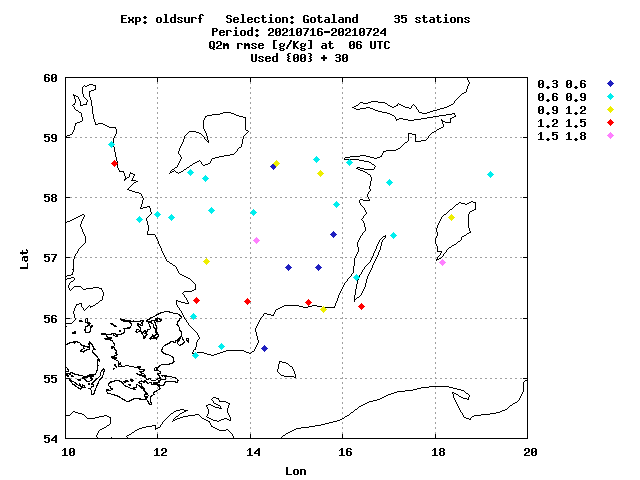 Exp: oldsurf Selection: Gotaland 35 stations
Period: 20210716-20210724
Q2m rmse [g/Kg] at 06 UTC
Used {00} + 30
0.3 0.6
0.6 0.9
0.9 1.2
1.2 1.5
1.5 1.8
60
59
58
57
56
55
54
Lat
10 12 14 16 18 20
Lon